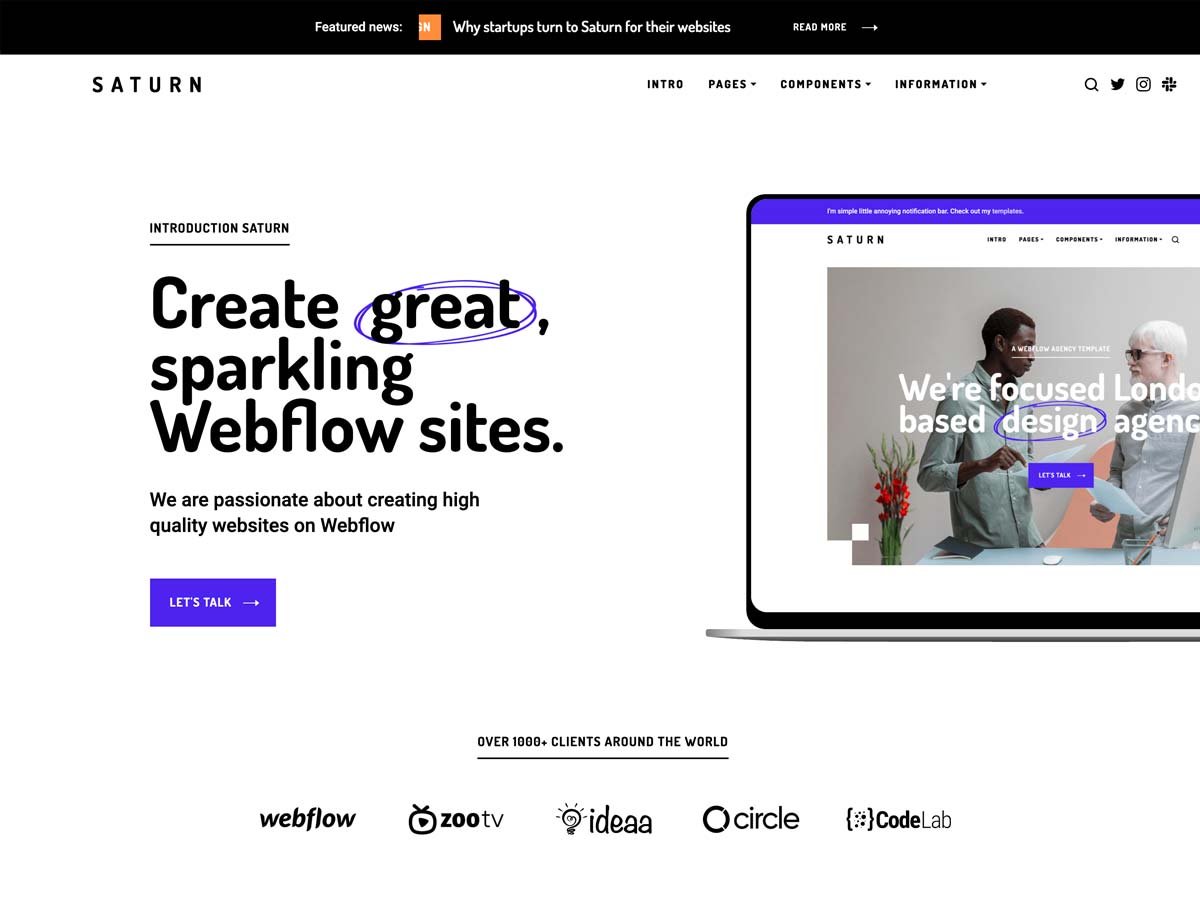 Featured news: GN Why startups turn to Saturn for their websites READ MORE
SATURN INTRO PAGES COMPONENTS INFORMATION
INTRODUCTION SATURN
Create great,
sparkling
Webflow sites.
We are passionate about creating high
quality websites on Webflow
LET'S TALK
I'm simple little annoying notification bar. Check out my templates.
SATURN INTRO PAGES COMPONENTS INFORMATION
A WEBFLOW AGENCY TEMPLATE
We're focused Londo
based design agenc
LET'S TALK
OVER 1000+ CLIENTS AROUND THE WORLD
webflow zootv ideaa circle {:·:}CodeLab